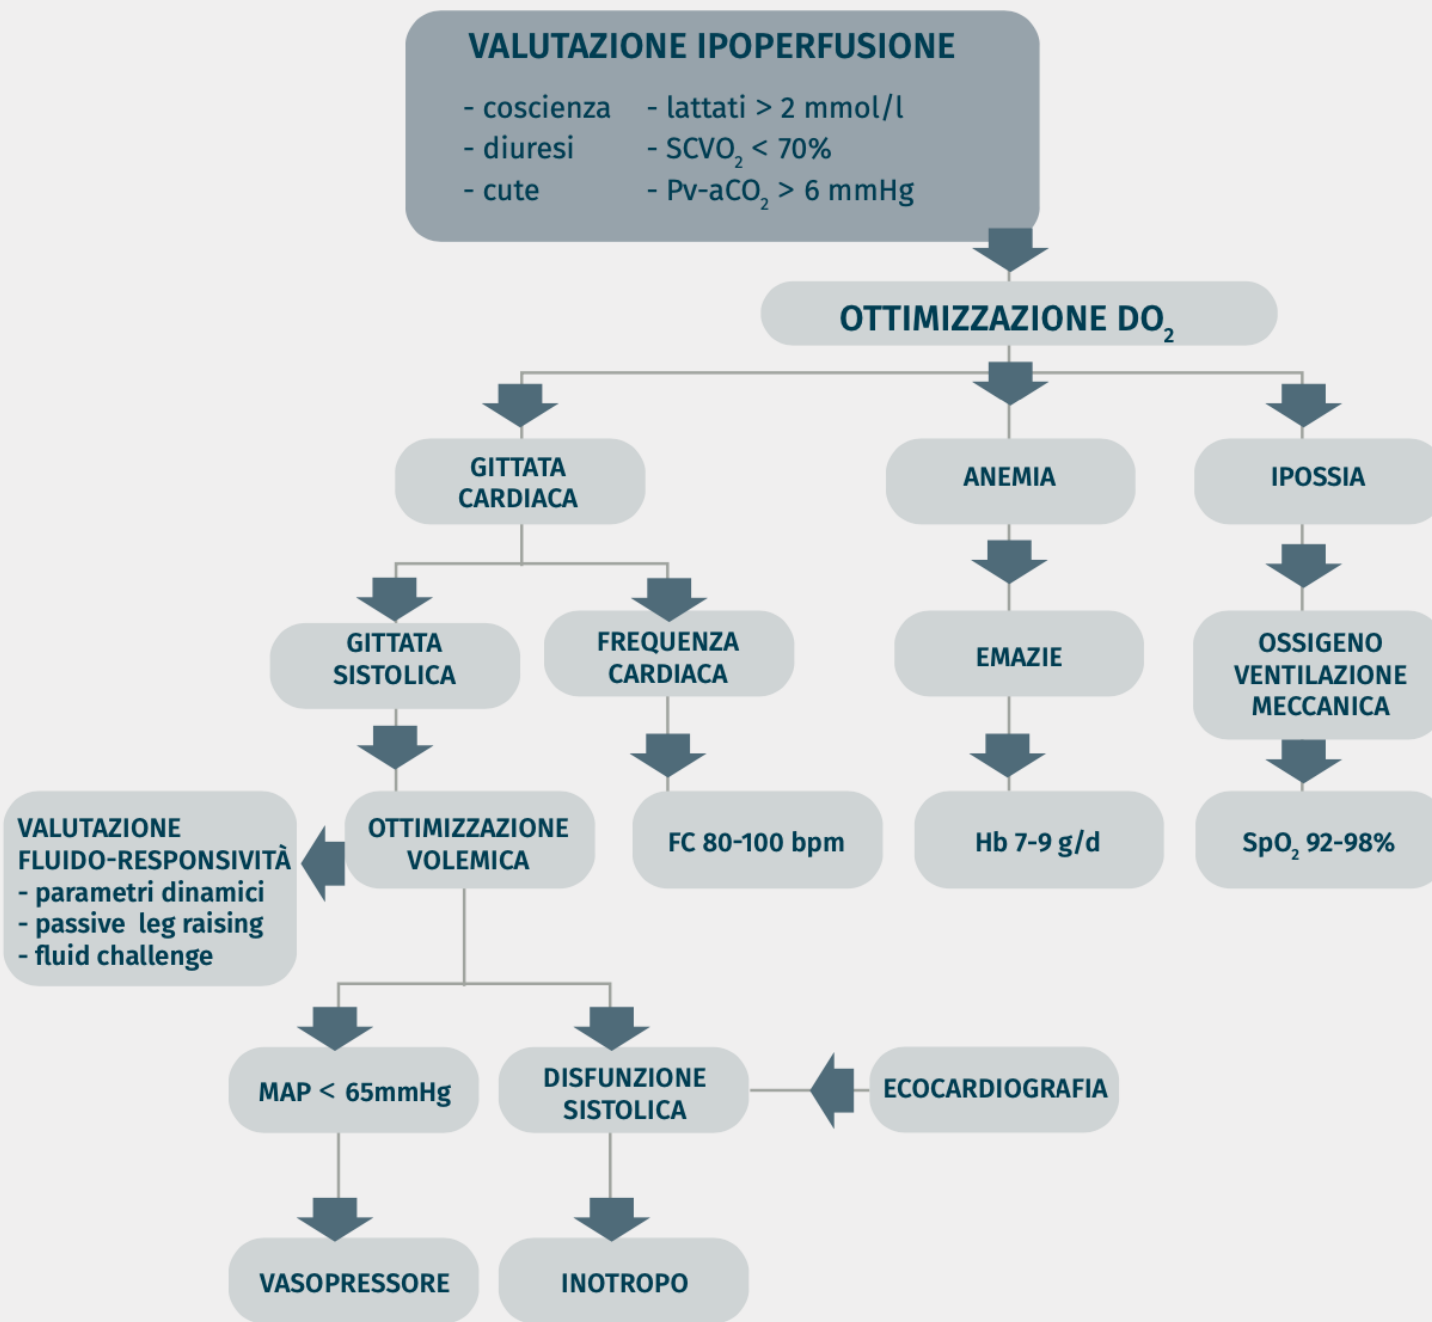 VALUTAZIONE IPOPERFUSIONE
- coscienza - lattati > 2 mmol/l
- diuresi - SCVO₂ < 70%
- cute - Pv-aCO₂ > 6 mmHg
OTTIMIZZAZIONE DO₂
GITTATA
CARDIACA
ANEMIA
IPOSSIA
GITTATA
SISTOLICA
FREQUENZA
CARDIACA
EMAZIE
OSSIGENO
VENTILAZIONE
MECCANICA
VALUTAZIONE
FLUIDO-RESPONSIVITÀ
- parametri dinamici
- passive leg raising
- fluid challenge
OTTIMIZZAZIONE
VOLEMICA
FC 80-100 bpm
Hb 7-9 g/d
SpO₂ 92-98%
MAP < 65mmHg
DISFUNZIONE
SISTOLICA
ECOCARDIOGRAFIA
VASOPRESSORE
INOTROPO